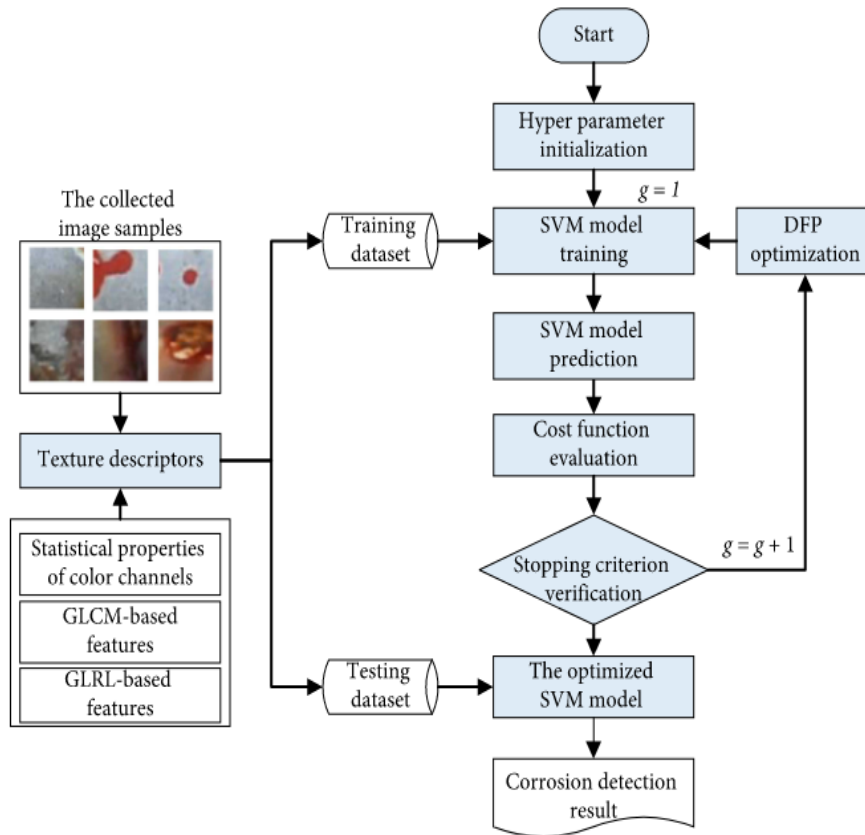 Start
Hyper parameter
initialization
g = 1
The collected
image samples
Training
dataset
SVM model
training
DFP
optimization
SVM model
prediction
Cost function
evaluation
Texture descriptors
Statistical properties
of color channels
GLCM-based
features
GLRL-based
features
g = g + 1
Stopping criterion
verification
Testing
dataset
The optimized
SVM model
Corrosion detection
result